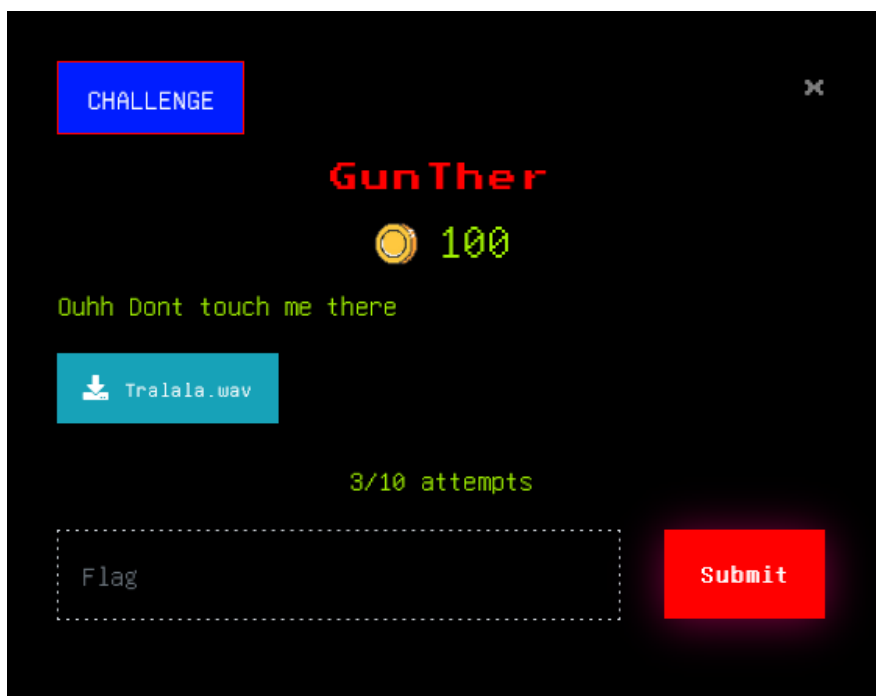 CHALLENGE
×
GunTher
100
Ouhh Dont touch me there
Tralala.wav
3/10 attempts
Flag
Submit